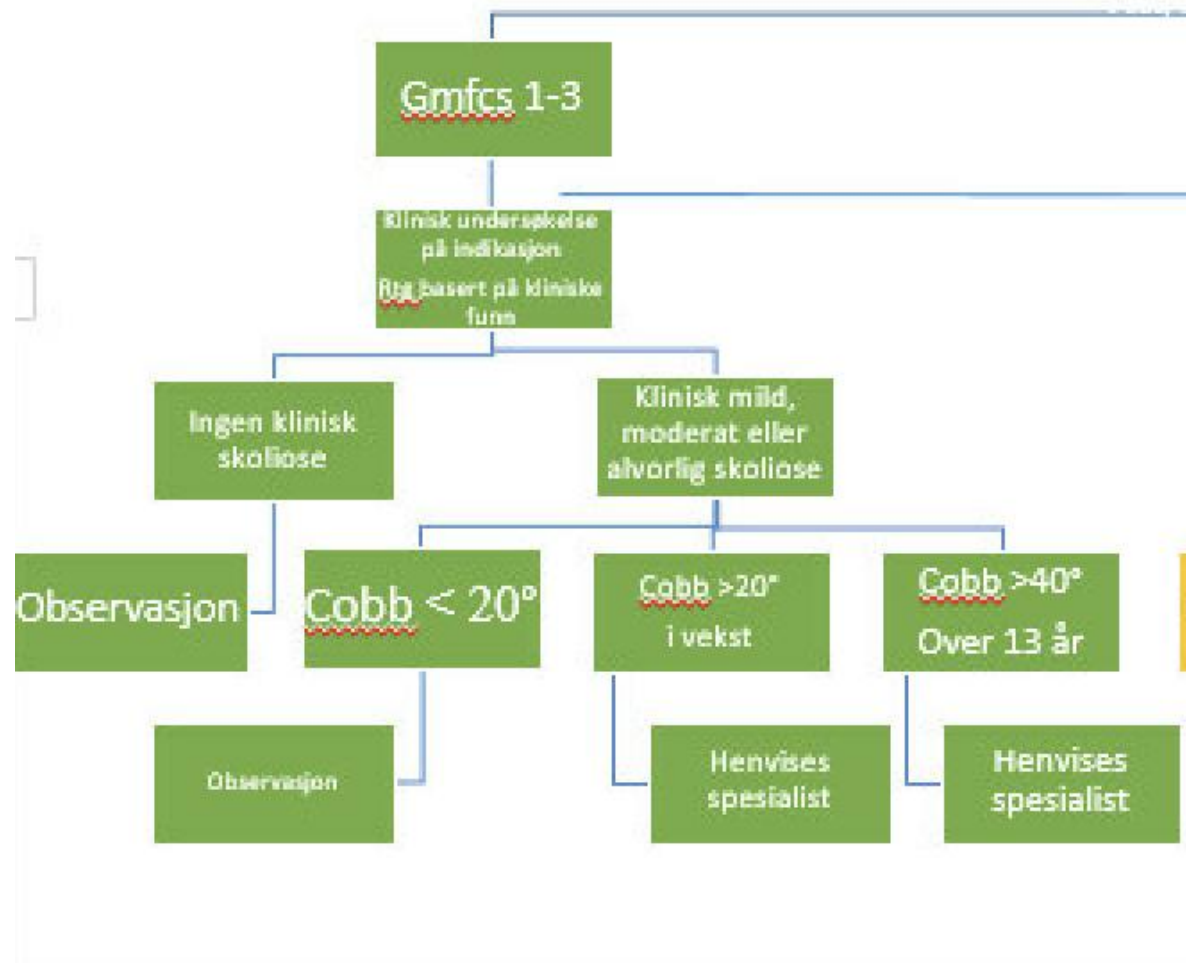 Gmfcs 1-3
Klinisk undersøkelse
på indikasjon
Rtg basert på kliniske
funn
Ingen klinisk
skoliose
Klinisk mild,
moderat eller
alvorlig skoliose
Observasjon
Cobb < 20°
Cobb >20°
i vekst
Cobb >40°
Over 13 år
Observasjon
Henvises
spesialist
Henvises
spesialist